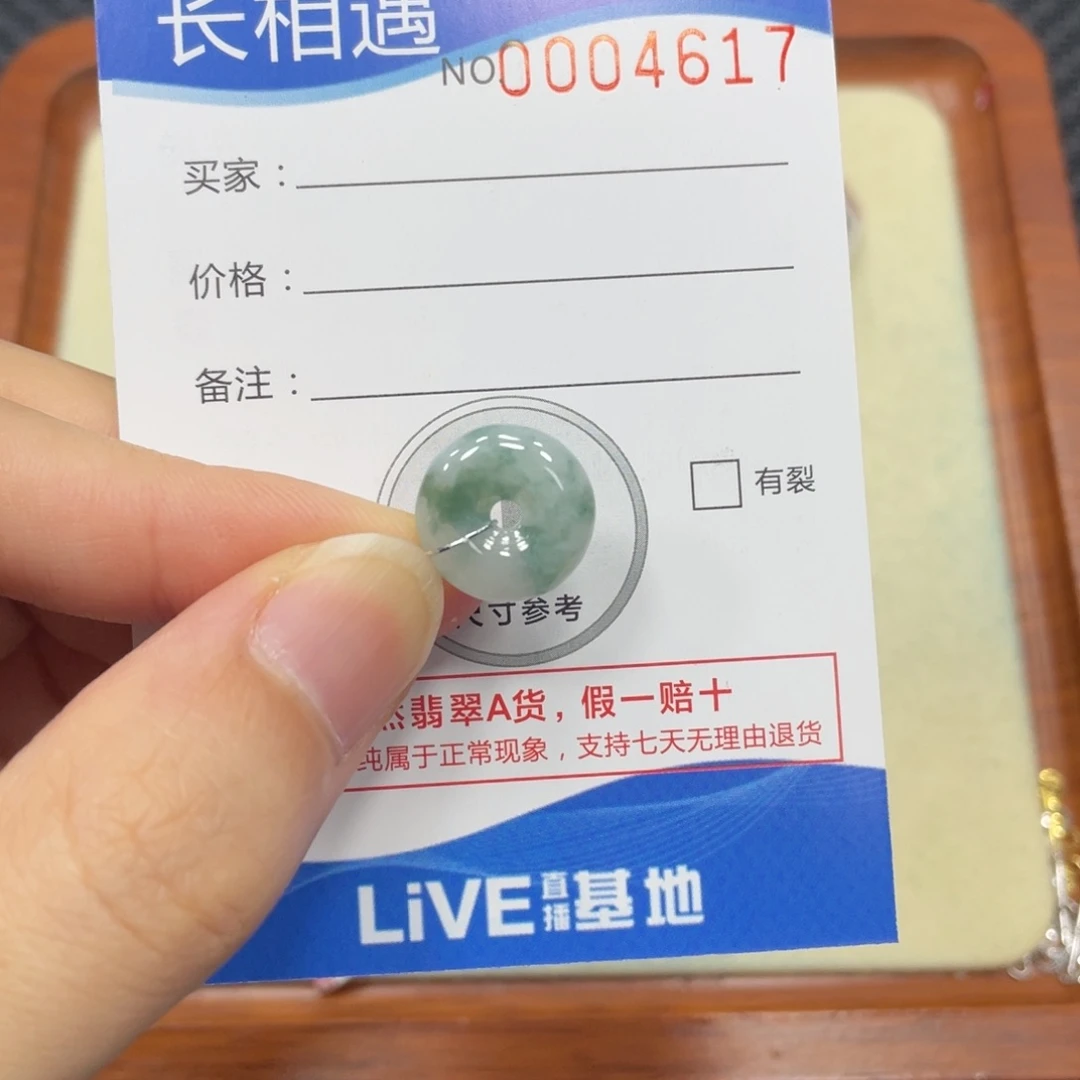 长相遇
NO.0004617
买家：
价格：
备注：
有裂
寸参考
翡翠A货，假一赔十
纯属于正常现象，支持七天无理由退货
LiVE直播基地